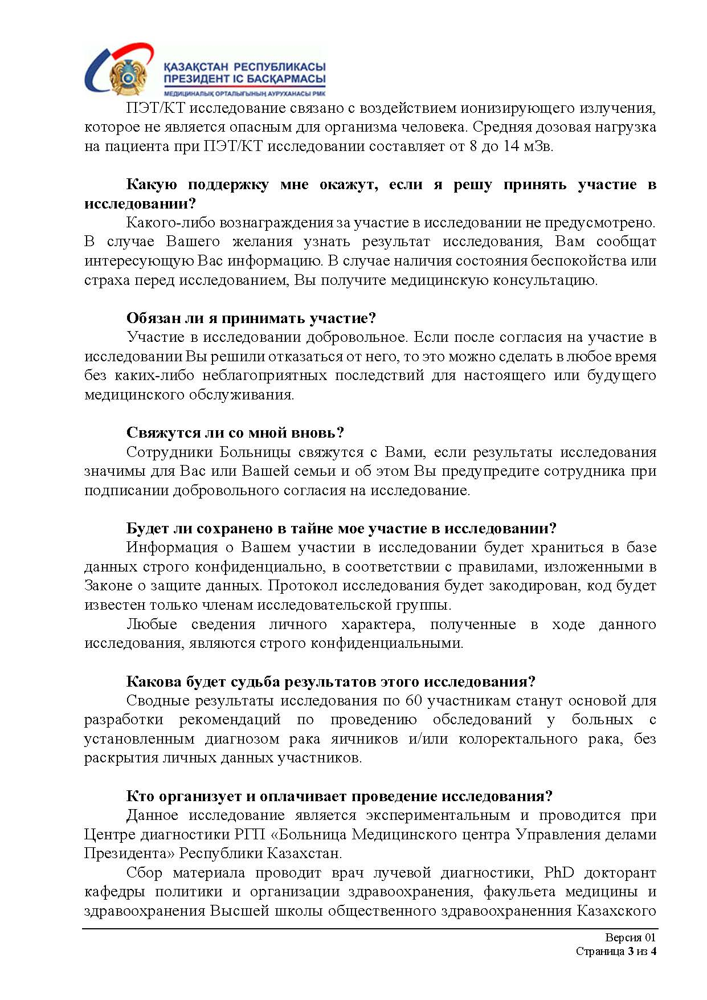 ҚАЗАҚСТАН РЕСПУБЛИКАСЫ
ПРЕЗИДЕНТ ІС БАСҚАРМАСЫ
МЕДИЦИНАЛЫҚ ОРТАЛЫҒЫНЫҢ АУРУХАНАСЫ РМК
ПЭТ/КТ исследование связано с воздействием ионизирующего излучения,
которое не является опасным для организма человека. Средняя дозовая нагрузка
на пациента при ПЭТ/КТ исследовании составляет от 8 до 14 мЗв.
Какую поддержку мне окажут, если я решу принять участие в
исследовании?
Какого-либо вознаграждения за участие в исследовании не предусмотрено.
В случае Вашего желания узнать результат исследования, Вам сообщат
интересующую Вас информацию. В случае наличия состояния беспокойства или
страха перед исследованием, Вы получите медицинскую консультацию.
Обязан ли я принимать участие?
Участие в исследовании добровольное. Если после согласия на участие в
исследовании Вы решили отказаться от него, то это можно сделать в любое время
без каких-либо неблагоприятных последствий для настоящего или будущего
медицинского обслуживания.
Свяжутся ли со мной вновь?
Сотрудники Больницы свяжутся с Вами, если результаты исследования
значимы для Вас или Вашей семьи и об этом Вы предупредите сотрудника при
подписании добровольного согласия на исследование.
Будет ли сохранено в тайне мое участие в исследовании?
Информация о Вашем участии в исследовании будет храниться в базе
данных строго конфиденциально, в соответствии с правилами, изложенными в
Законе о защите данных. Протокол исследования будет закодирован, код будет
известен только членам исследовательской группы.
Любые сведения личного характера, полученные в ходе данного
исследования, являются строго конфиденциальными.
Какова будет судьба результатов этого исследования?
Сводные результаты исследования по 60 участникам станут основой для
разработки рекомендаций по проведению обследований у больных с
установленным диагнозом рака яичников и/или колоректального рака, без
раскрытия личных данных участников.
Кто организует и оплачивает проведение исследования?
Данное исследование является экспериментальным и проводится при
Центре диагностики РГП «Больница Медицинского центра Управления делами
Президента» Республики Казахстан.
Сбор материала проводит врач лучевой диагностики, PhD докторант
кафедры политики и организации здравоохранения, факульета медицины и
здравоохранения Высшей школы общественного здравоохраненния Казахского
Версия 01
Страница 3 из 4